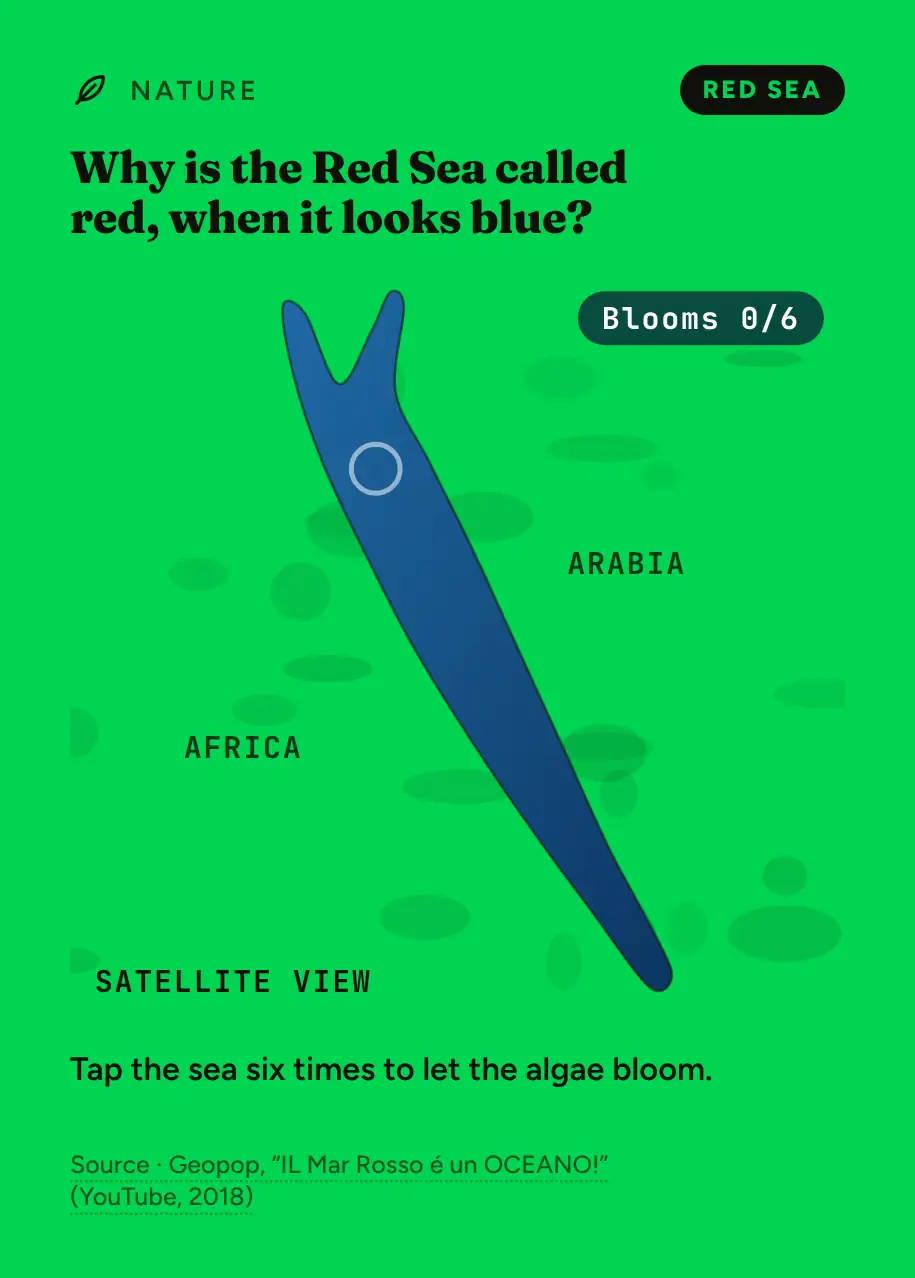 NATURE
RED SEA
Why is the Red Sea called
red, when it looks blue?
Blooms 0/6
ARABIA
AFRICA
SATELLITE VIEW
Tap the sea six times to let the algae bloom.
Source · Geopop, “IL Mar Rosso é un OCEANO!”
(YouTube, 2018)